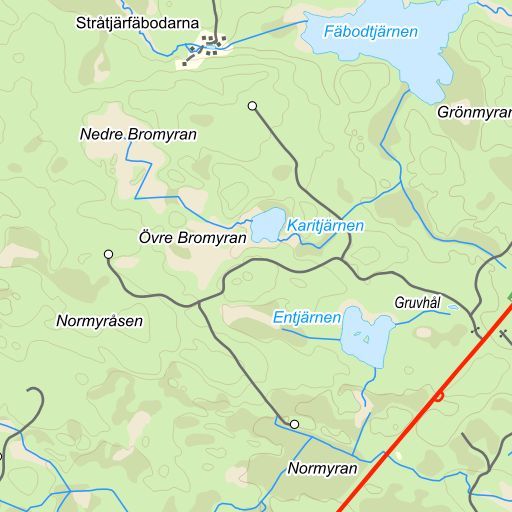 Stråtjärfäbodarna
Fäbodtjärnen
Grönmyran
Nedre Bromyran
Karitjärnen
Övre Bromyran
Gruvhål
Entjärnen
Normyråsen
Normyran